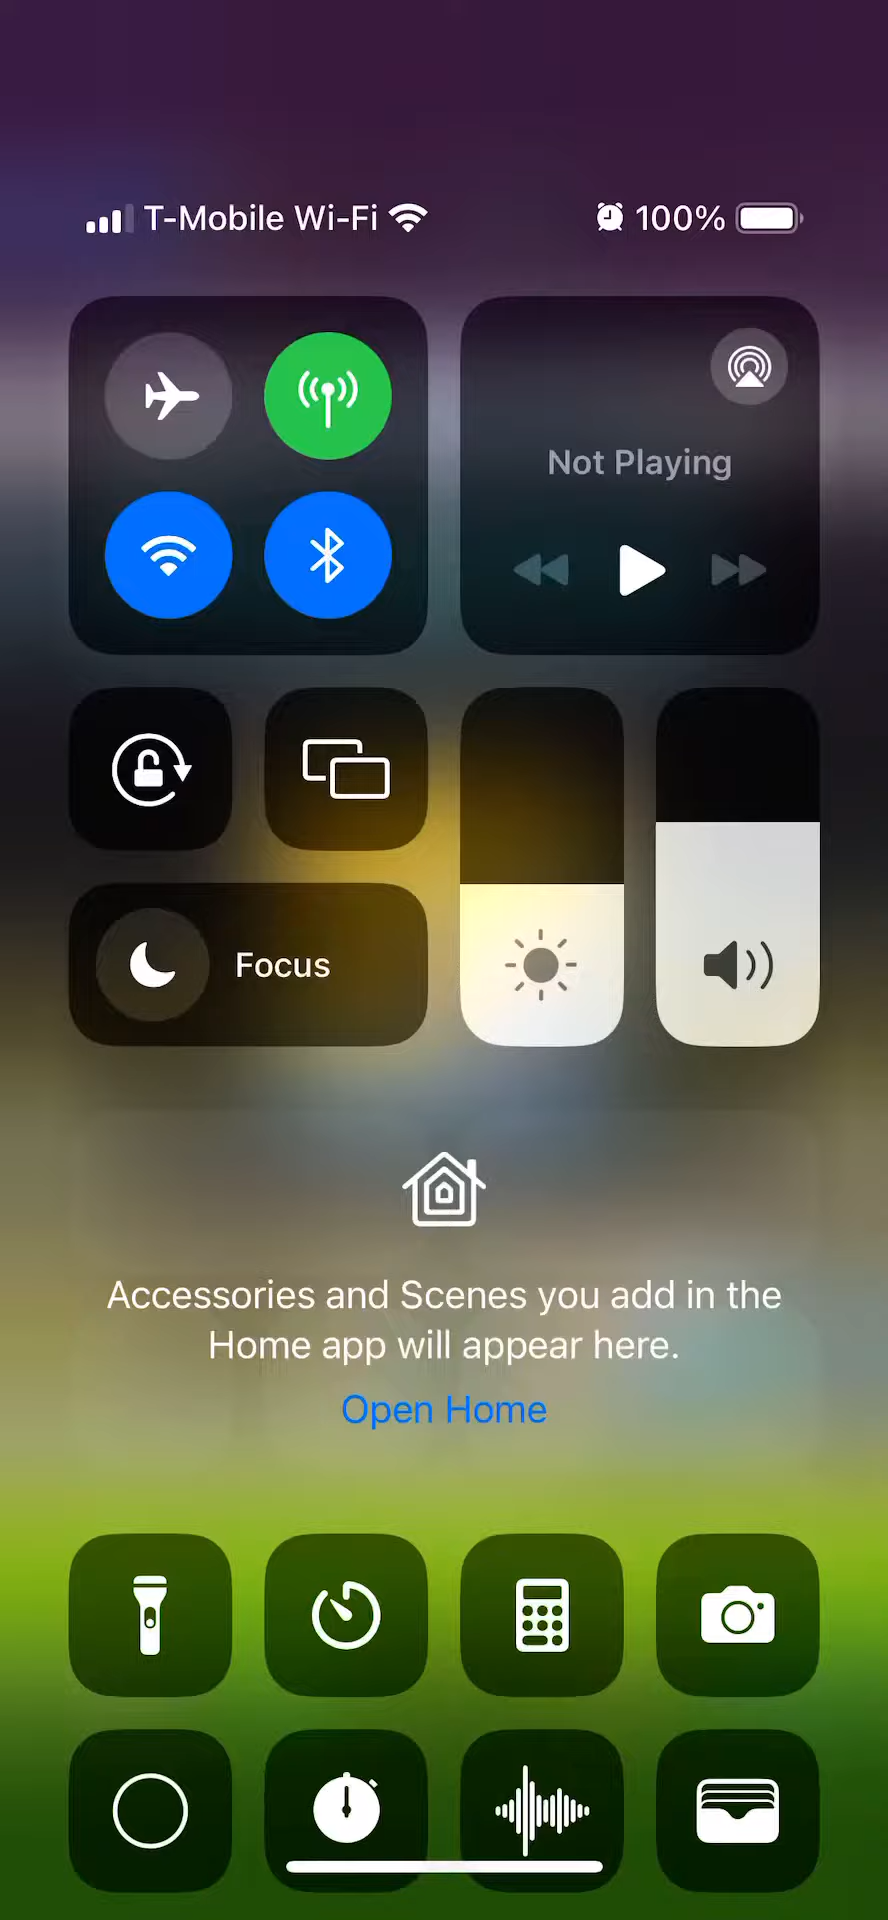 T-Mobile Wi-Fi 100%
Not Playing
Focus
Accessories and Scenes you add in the
Home app will appear here.
Open Home